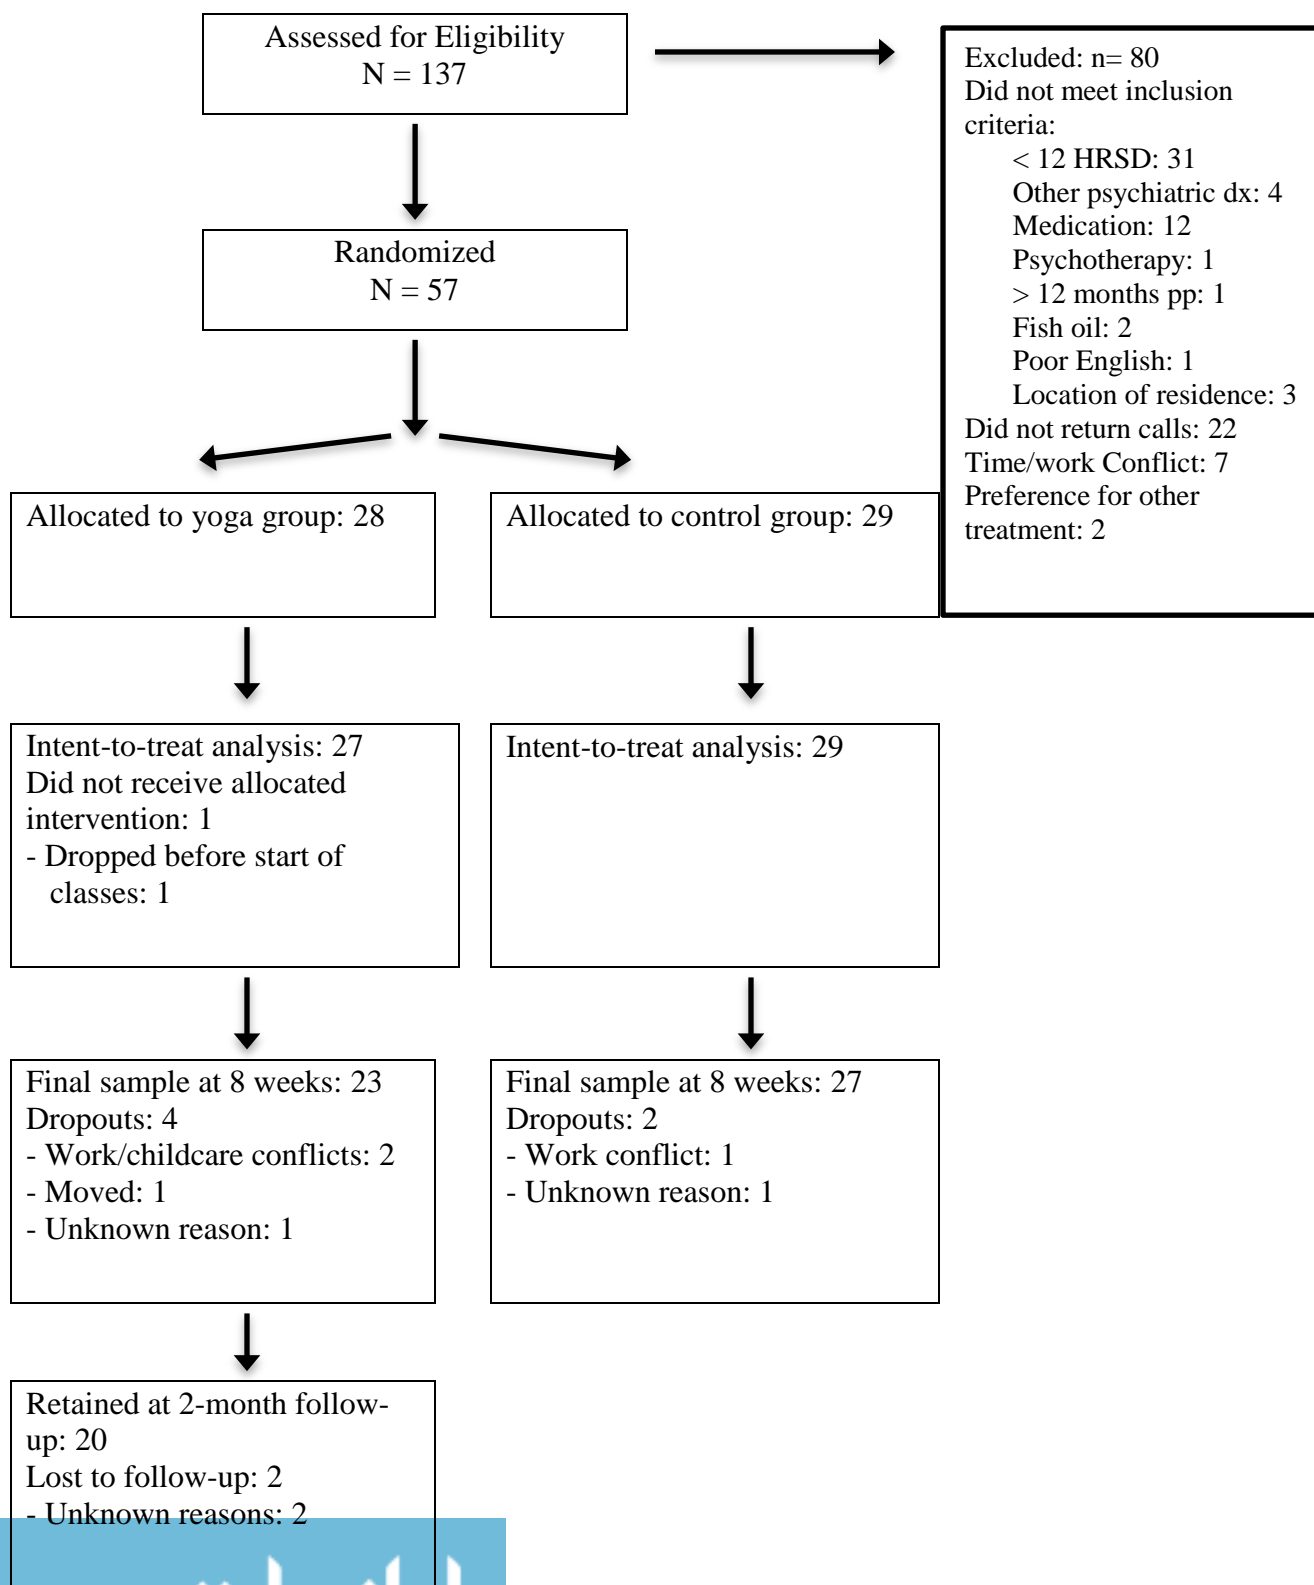 Assessed for Eligibility
N = 137
Excluded: n= 80
Did not meet inclusion
criteria:
< 12 HRSD: 31
Other psychiatric dx: 4
Medication: 12
Psychotherapy: 1
> 12 months pp: 1
Fish oil: 2
Poor English: 1
Location of residence: 3
Did not return calls: 22
Time/work Conflict: 7
Preference for other
treatment: 2
Randomized
N = 57
Allocated to yoga group: 28
Allocated to control group: 29
Intent-to-treat analysis: 27
Did not receive allocated
intervention: 1
- Dropped before start of
classes: 1
Intent-to-treat analysis: 29
Final sample at 8 weeks: 23
Dropouts: 4
- Work/childcare conflicts: 2
- Moved: 1
- Unknown reason: 1
Final sample at 8 weeks: 27
Dropouts: 2
- Work conflict: 1
- Unknown reason: 1
Retained at 2-month follow-
up: 20
Lost to follow-up: 2
- Unknown reasons: 2